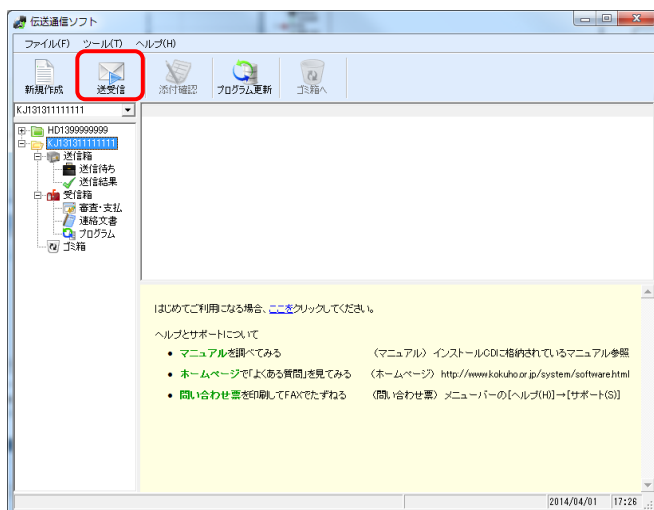 伝送通信ソフト
ファイル(F) ツール(T) ヘルプ(H)
新規作成 送受信 添付確認 プログラム更新 ゴミ箱へ
KJ131311111111
HD1399999999
KJ131311111111
送信箱
送信待ち
送信結果
受信箱
審査・支払
連絡文書
プログラム
ゴミ箱
はじめてご利用になる場合、ここをクリックしてください。
ヘルプとサポートについて
• マニュアルを調べてみる (マニュアル) インストールCDに格納されているマニュアル参照
• ホームページで「よくある質問」を見てみる (ホームページ) http://www.kokuho.or.jp/system/software.html
• 問い合わせ票を印刷してFAXでたずねる (問い合わせ票) メニューバーの[ヘルプ(H)]→[サポート(S)]
2014/04/01 17:26